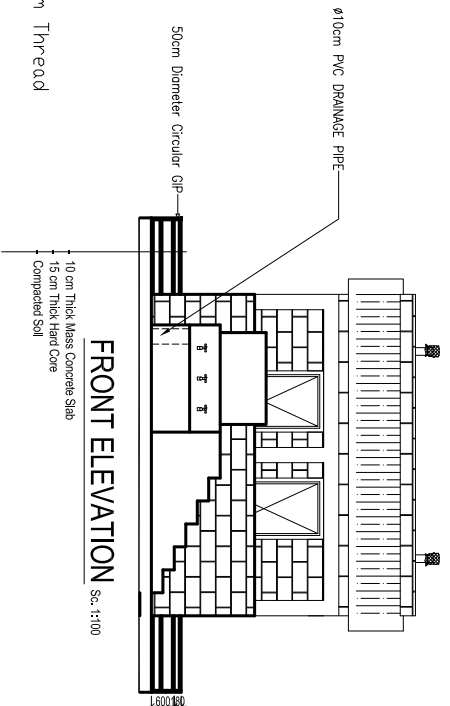 ø10cm PVC DRAINAGE PIPE
50cm Diameter Circular GIP
m Thread
10 cm Thick Mass Concrete Slab
15 cm Thick Hard Core
Compacted Soil
FRONT ELEVATION Sc. 1:100